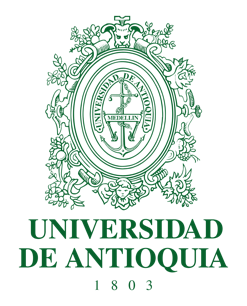 UNIVERSIDAD DE ANTIOQUIA
MEDELLIN
UNIVERSIDAD
DE ANTIOQUIA
1803